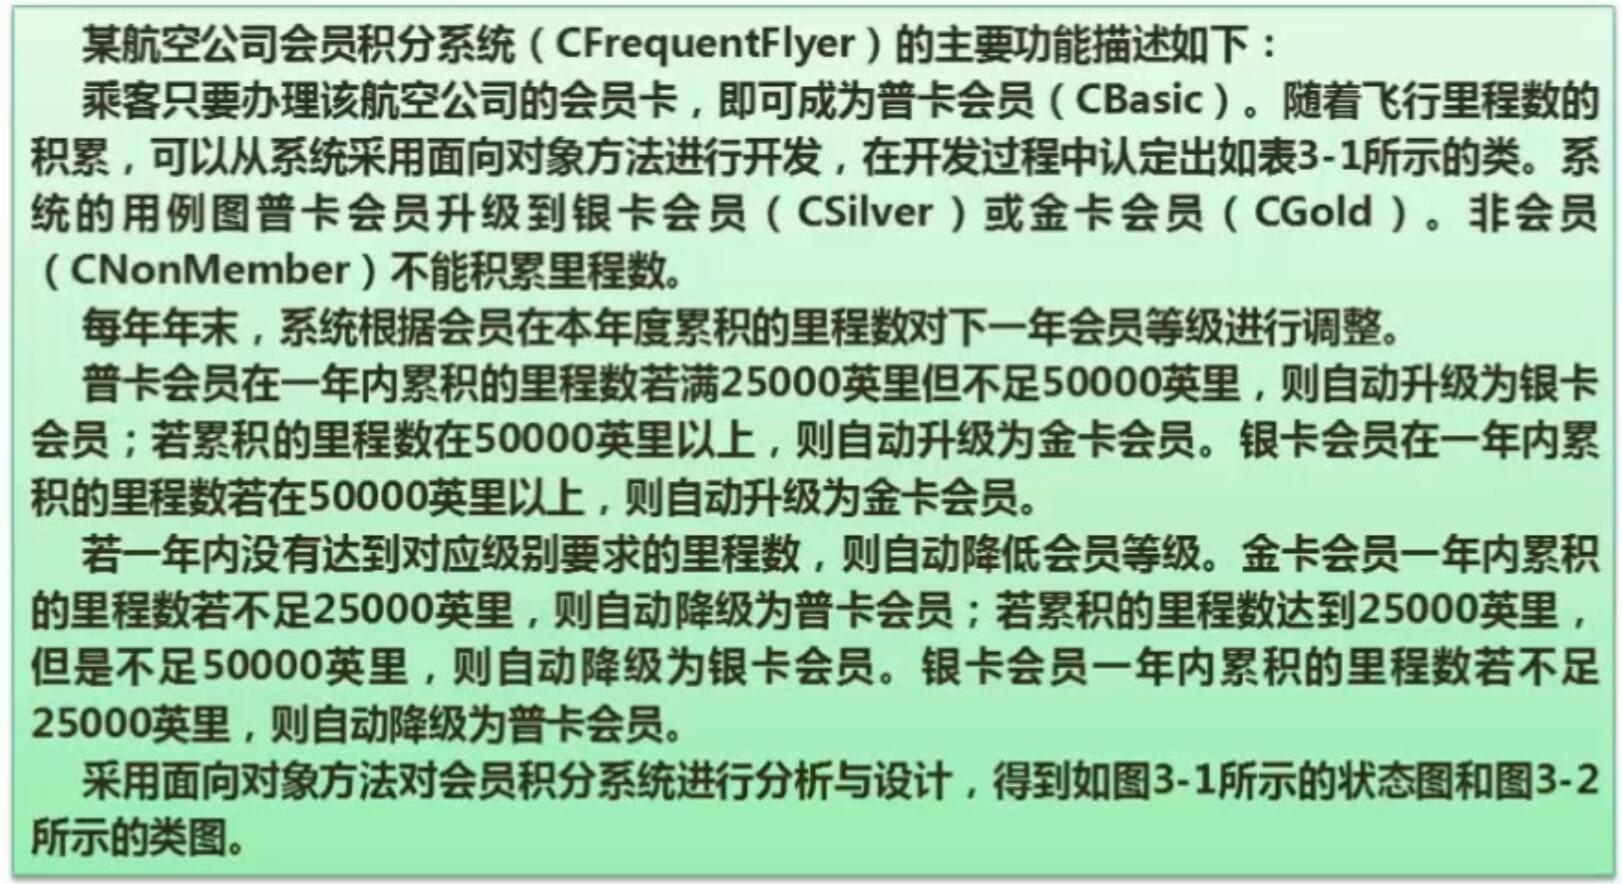 某航空公司会员积分系统（CFrequentFlyer）的主要功能描述如下：
乘客只要办理该航空公司的会员卡，即可成为普卡会员（CBasic）。随着飞行里程数的
积累，可以从系统采用面向对象方法进行开发，在开发过程中认定出如表3-1所示的类。系
统的用例图普卡会员升级到银卡会员（CSilver）或金卡会员（CGold）。非会员
（CNonMember）不能积累里程数。
每年年末，系统根据会员在本年度累积的里程数对下一年会员等级进行调整。
普卡会员在一年内累积的里程数若满25000英里但不足50000英里，则自动升级为银卡
会员；若累积的里程数在50000英里以上，则自动升级为金卡会员。银卡会员在一年内累
积的里程数若在50000英里以上，则自动升级为金卡会员。
若一年内没有达到对应级别要求的里程数，则自动降低会员等级。金卡会员一年内累积
的里程数若不足25000英里，则自动降级为普卡会员；若累积的里程数达到25000英里，
但是不足50000英里，则自动降级为银卡会员。银卡会员一年内累积的里程数若不足
25000英里，则自动降级为普卡会员。
采用面向对象方法对会员积分系统进行分析与设计，得到如图3-1所示的状态图和图3-2
所示的类图。